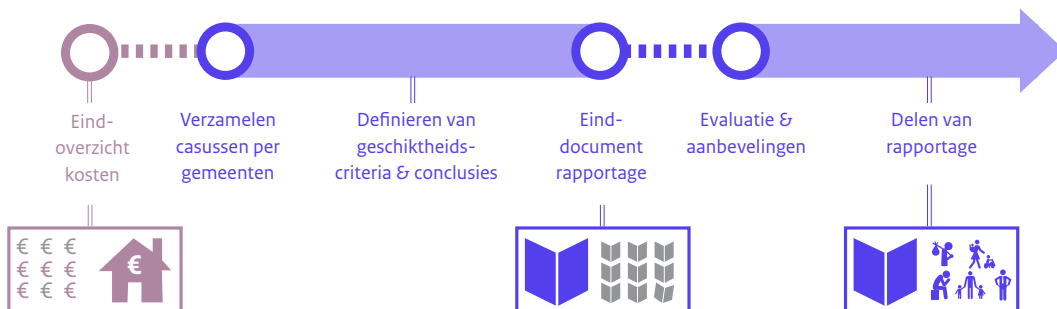 Eind-
overzicht
kosten
Verzamelen
casussen per
gemeenten
Definieren van
geschiktheids-
criteria & conclusies
Eind-
document
rapportage
Evaluatie &
aanbevelingen
Delen van
rapportage
€ € €
€ € €
€ € €
€